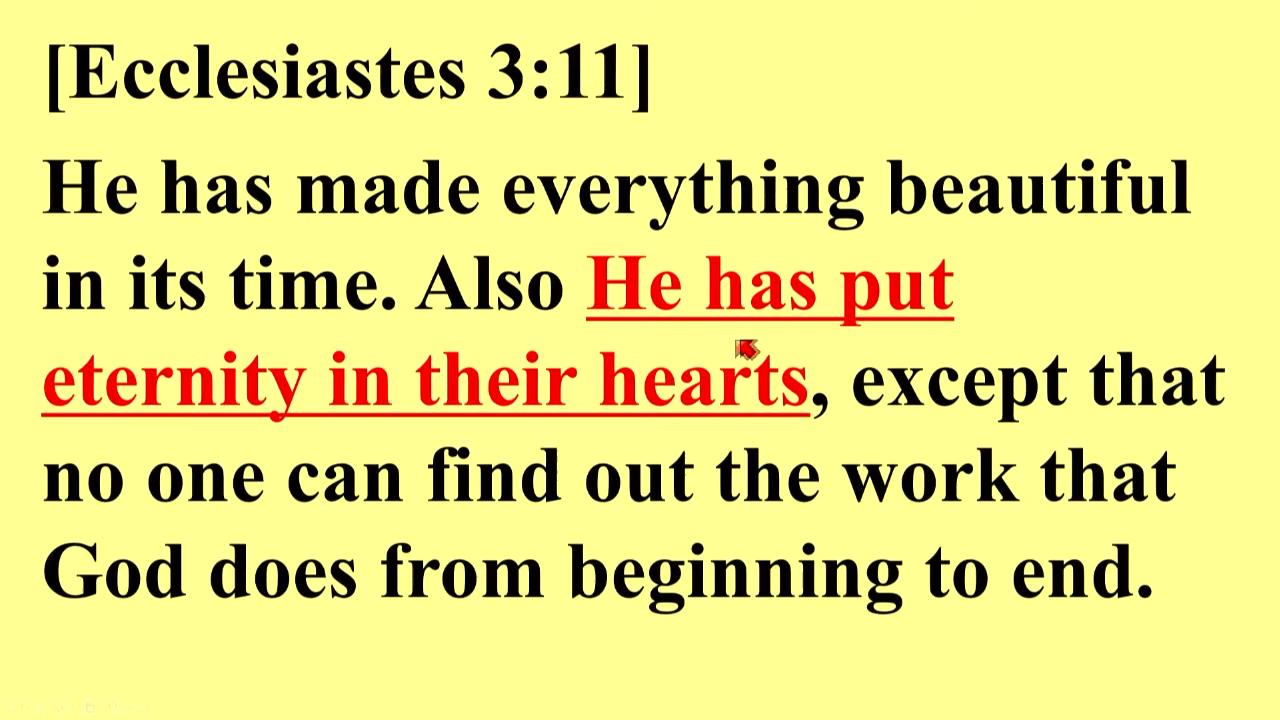 [Ecclesiastes 3:11]
He has made everything beautiful
in its time. Also He has put
eternity in their hearts, except that
no one can find out the work that
God does from beginning to end.